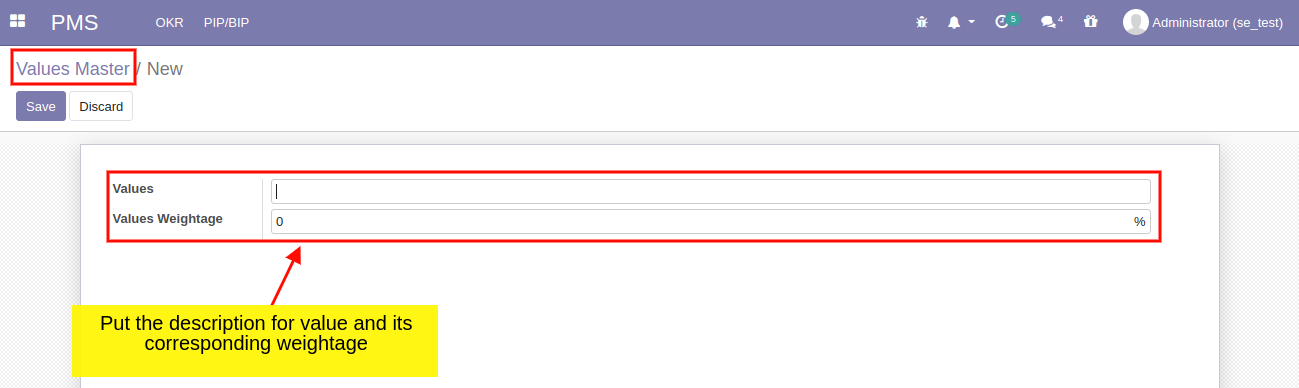 PMS OKR PIP/BIP 5 4 Administrator (se_test)
Values Master / New
Save Discard
Values
Values Weightage 0 %
Put the description for value and its
corresponding weightage